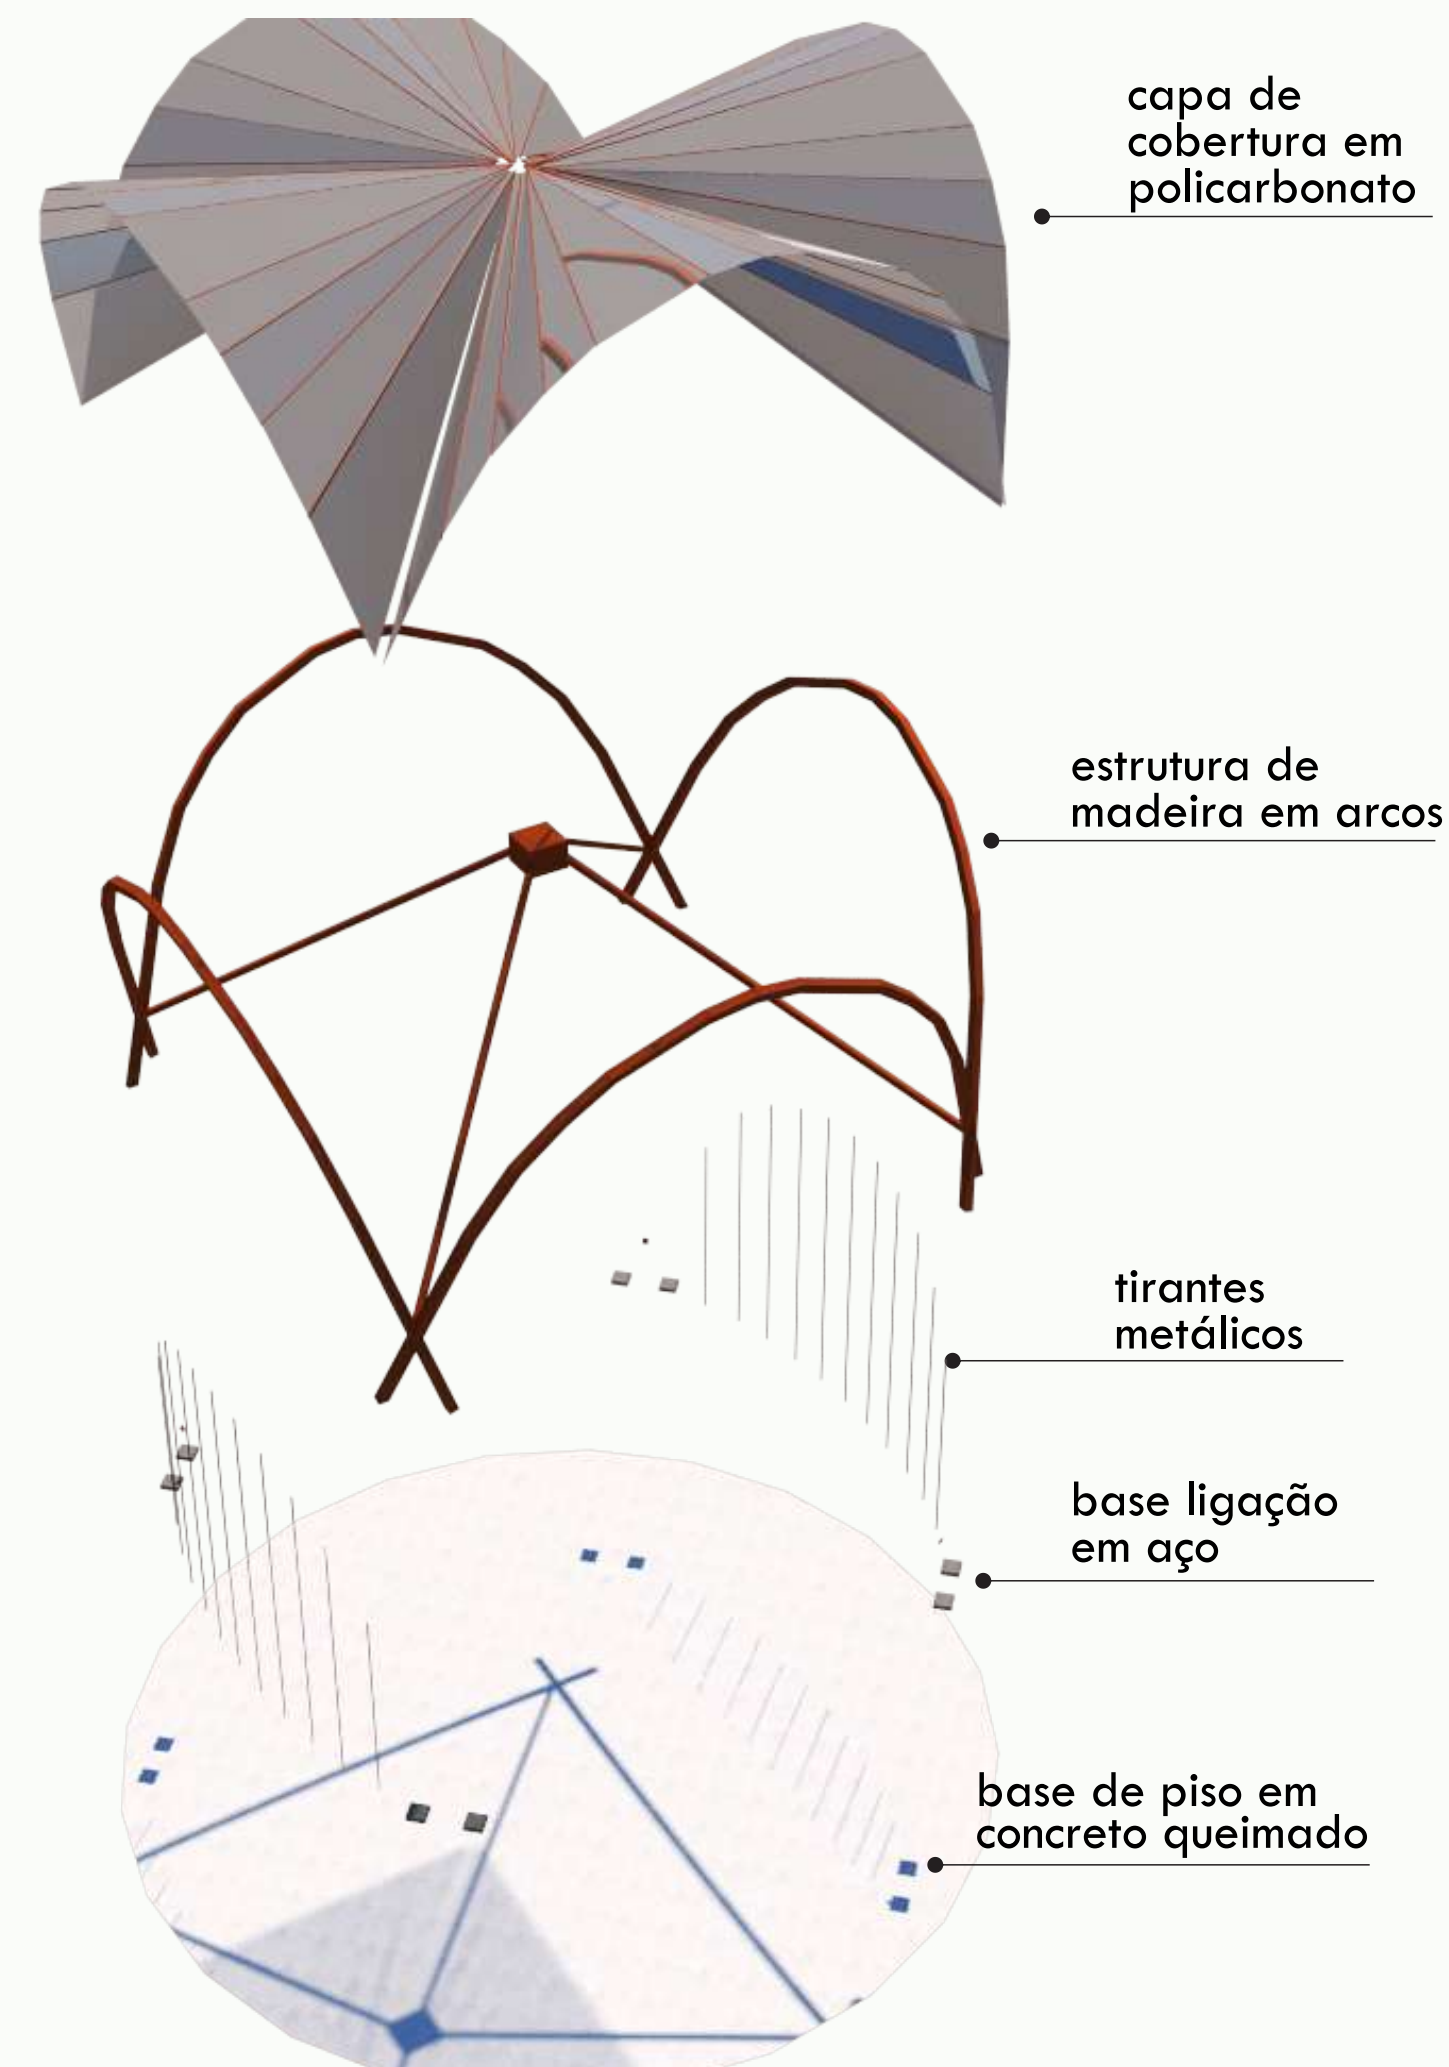 capa de
cobertura em
policarbonato
estrutura de
madeira em arcos
tirantes
metálicos
base ligação
em aço
base de piso em
concreto queimado